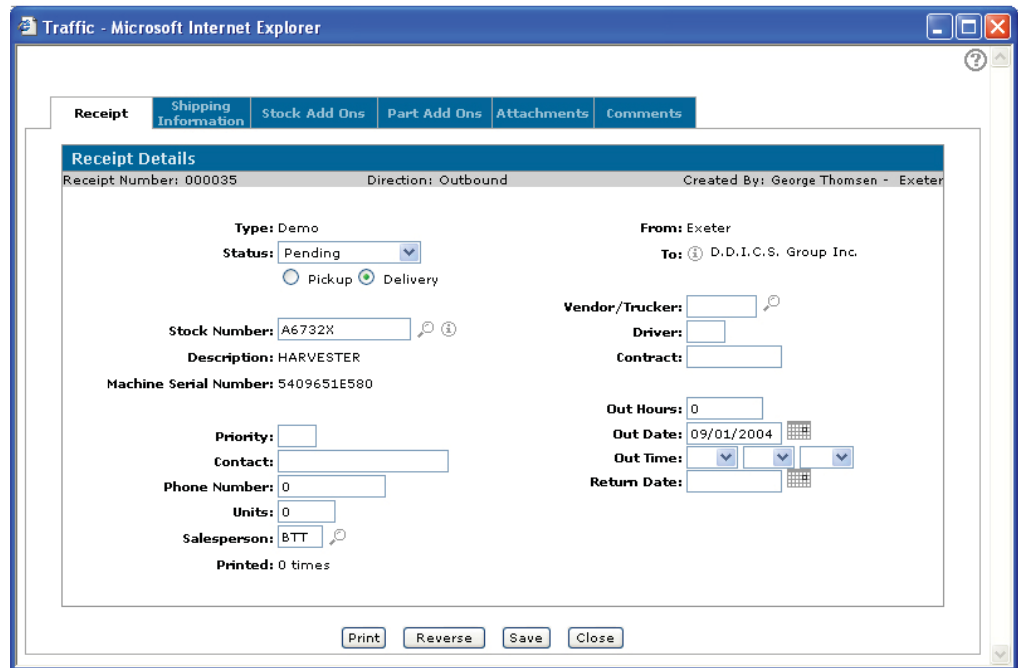 Traffic - Microsoft Internet Explorer
Receipt
Shipping Information
Stock Add Ons
Part Add Ons
Attachments
Comments
Receipt Details
Receipt Number: 000035 Direction: Outbound Created By: George Thomsen - Exeter
Type: Demo
Status: Pending
Pickup Delivery
Stock Number: A6732X
Description: HARVESTER
Machine Serial Number: 5409651E580
Priority:
Contact:
Phone Number: 0
Units: 0
Salesperson: BTT
Printed: 0 times
From: Exeter
To: D.D.I.C.S. Group Inc.
Vendor/Trucker:
Driver:
Contract:
Out Hours: 0
Out Date: 09/01/2004
Out Time:
Return Date:
Print Reverse Save Close